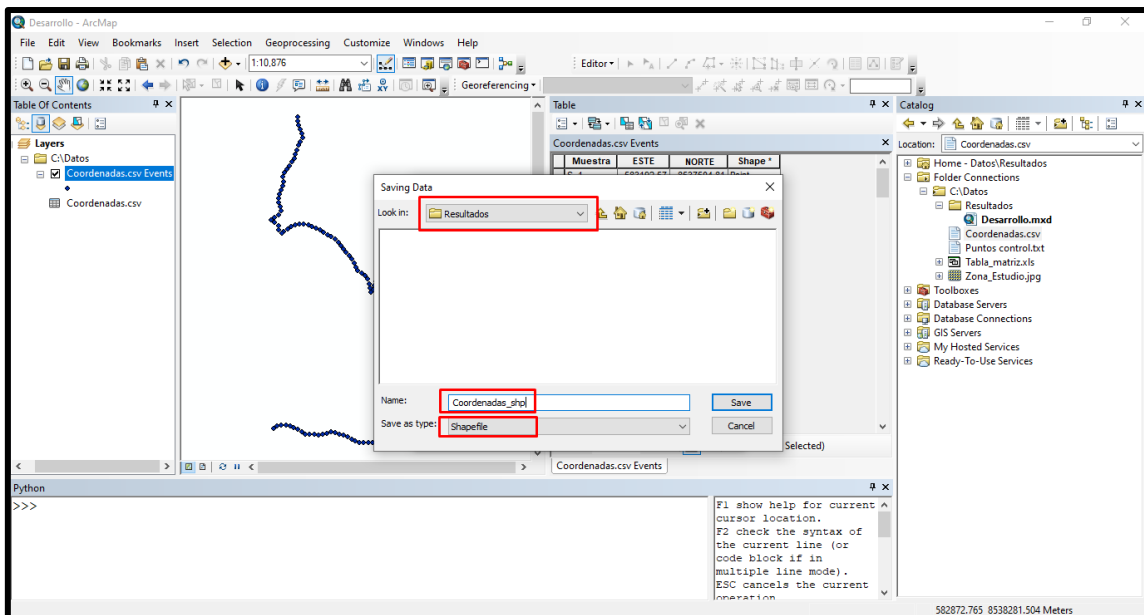 Desarrollo - ArcMap
File Edit View Bookmarks Insert Selection Geoprocessing Customize Windows Help
1:10,876
Editor
Georeferencing
Table Of Contents
Layers
C:\Datos
Coordenadas.csv Events
Coordenadas.csv
Table
Coordenadas.csv Events
Muestra ESTE NORTE Shape *
Saving Data
Look in: Resultados
Name: Coordenadas_shp
Save as type: Shapefile
Save
Cancel
Selected)
Coordenadas.csv Events
Catalog
Location: Coordenadas.csv
Home - Datos\Resultados
Folder Connections
C:\Datos
Resultados
Desarrollo.mxd
Coordenadas.csv
Puntos control.txt
Tabla_matriz.xls
Zona_Estudio.jpg
Toolboxes
Database Servers
Database Connections
GIS Servers
My Hosted Services
Ready-To-Use Services
Python
>>>
F1 show help for current
cursor location.
F2 check the syntax of
the current line (or
code block if in
multiple line mode).
ESC cancels the current
operation
582872.765 8538281.504 Meters